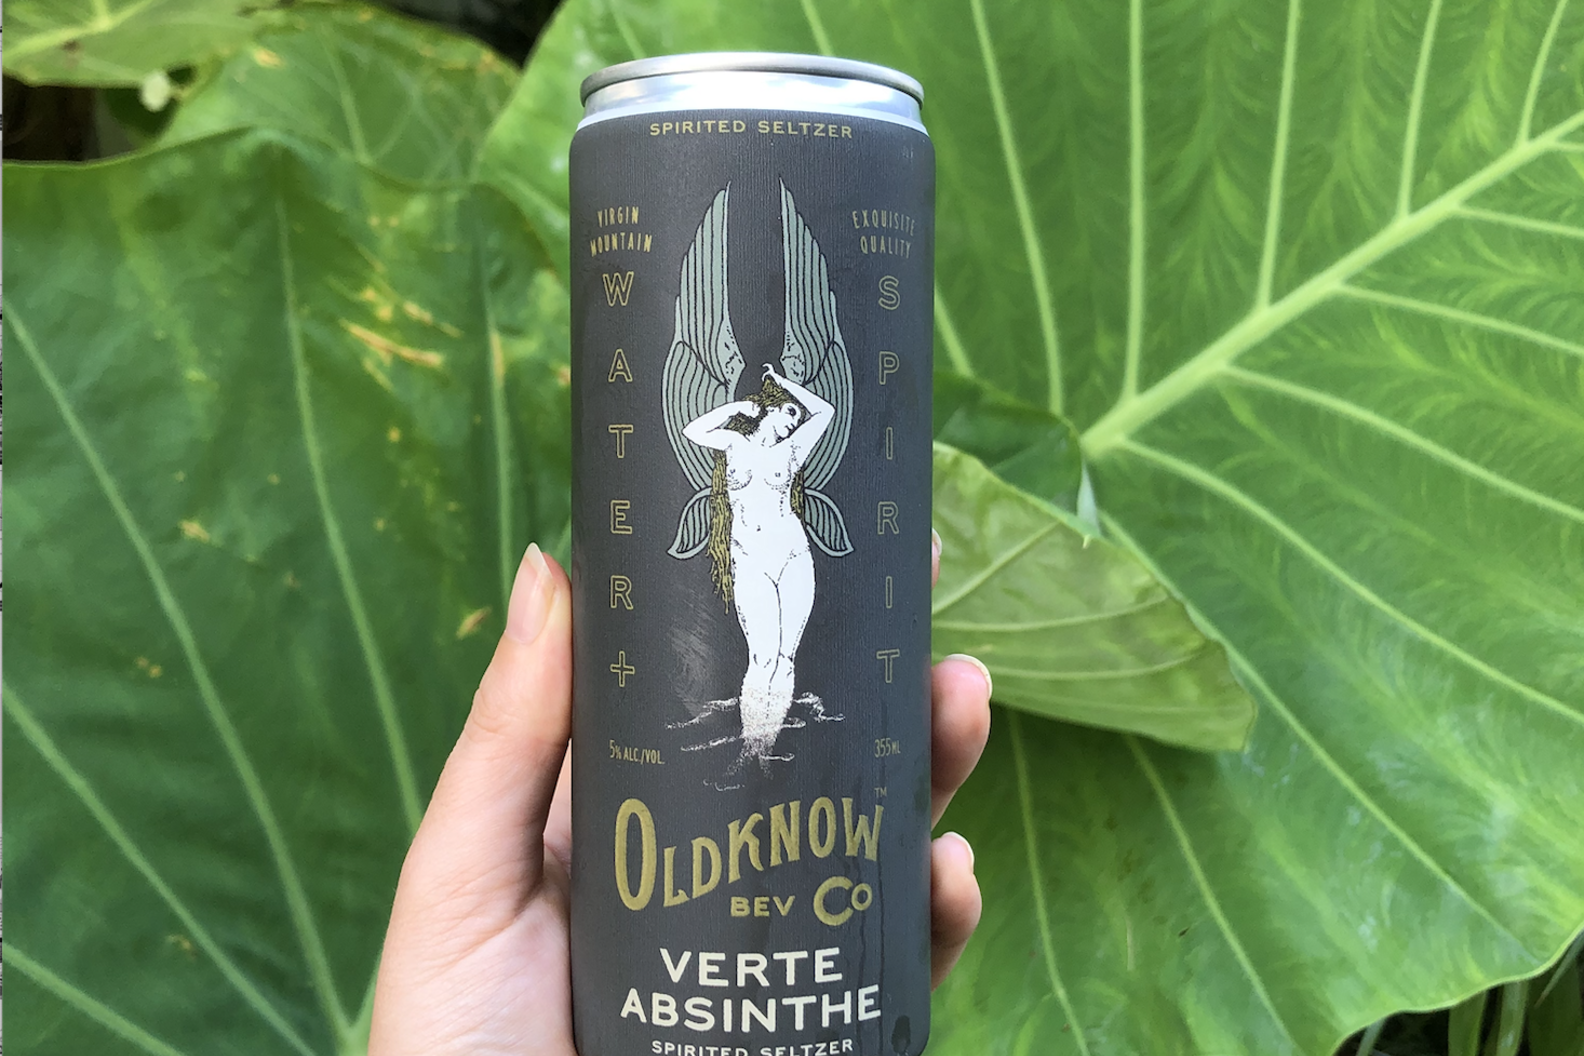 SPIRITED SELTZER
VIRGIN
MOUNTAIN
WATER+
EXQUISITE
QUALITY
SPIRIT
5% ALC./VOL.
355ML
OLDKNOW™
BEV Co
VERTE
ABSINTHE
SPIRITED SELTZER